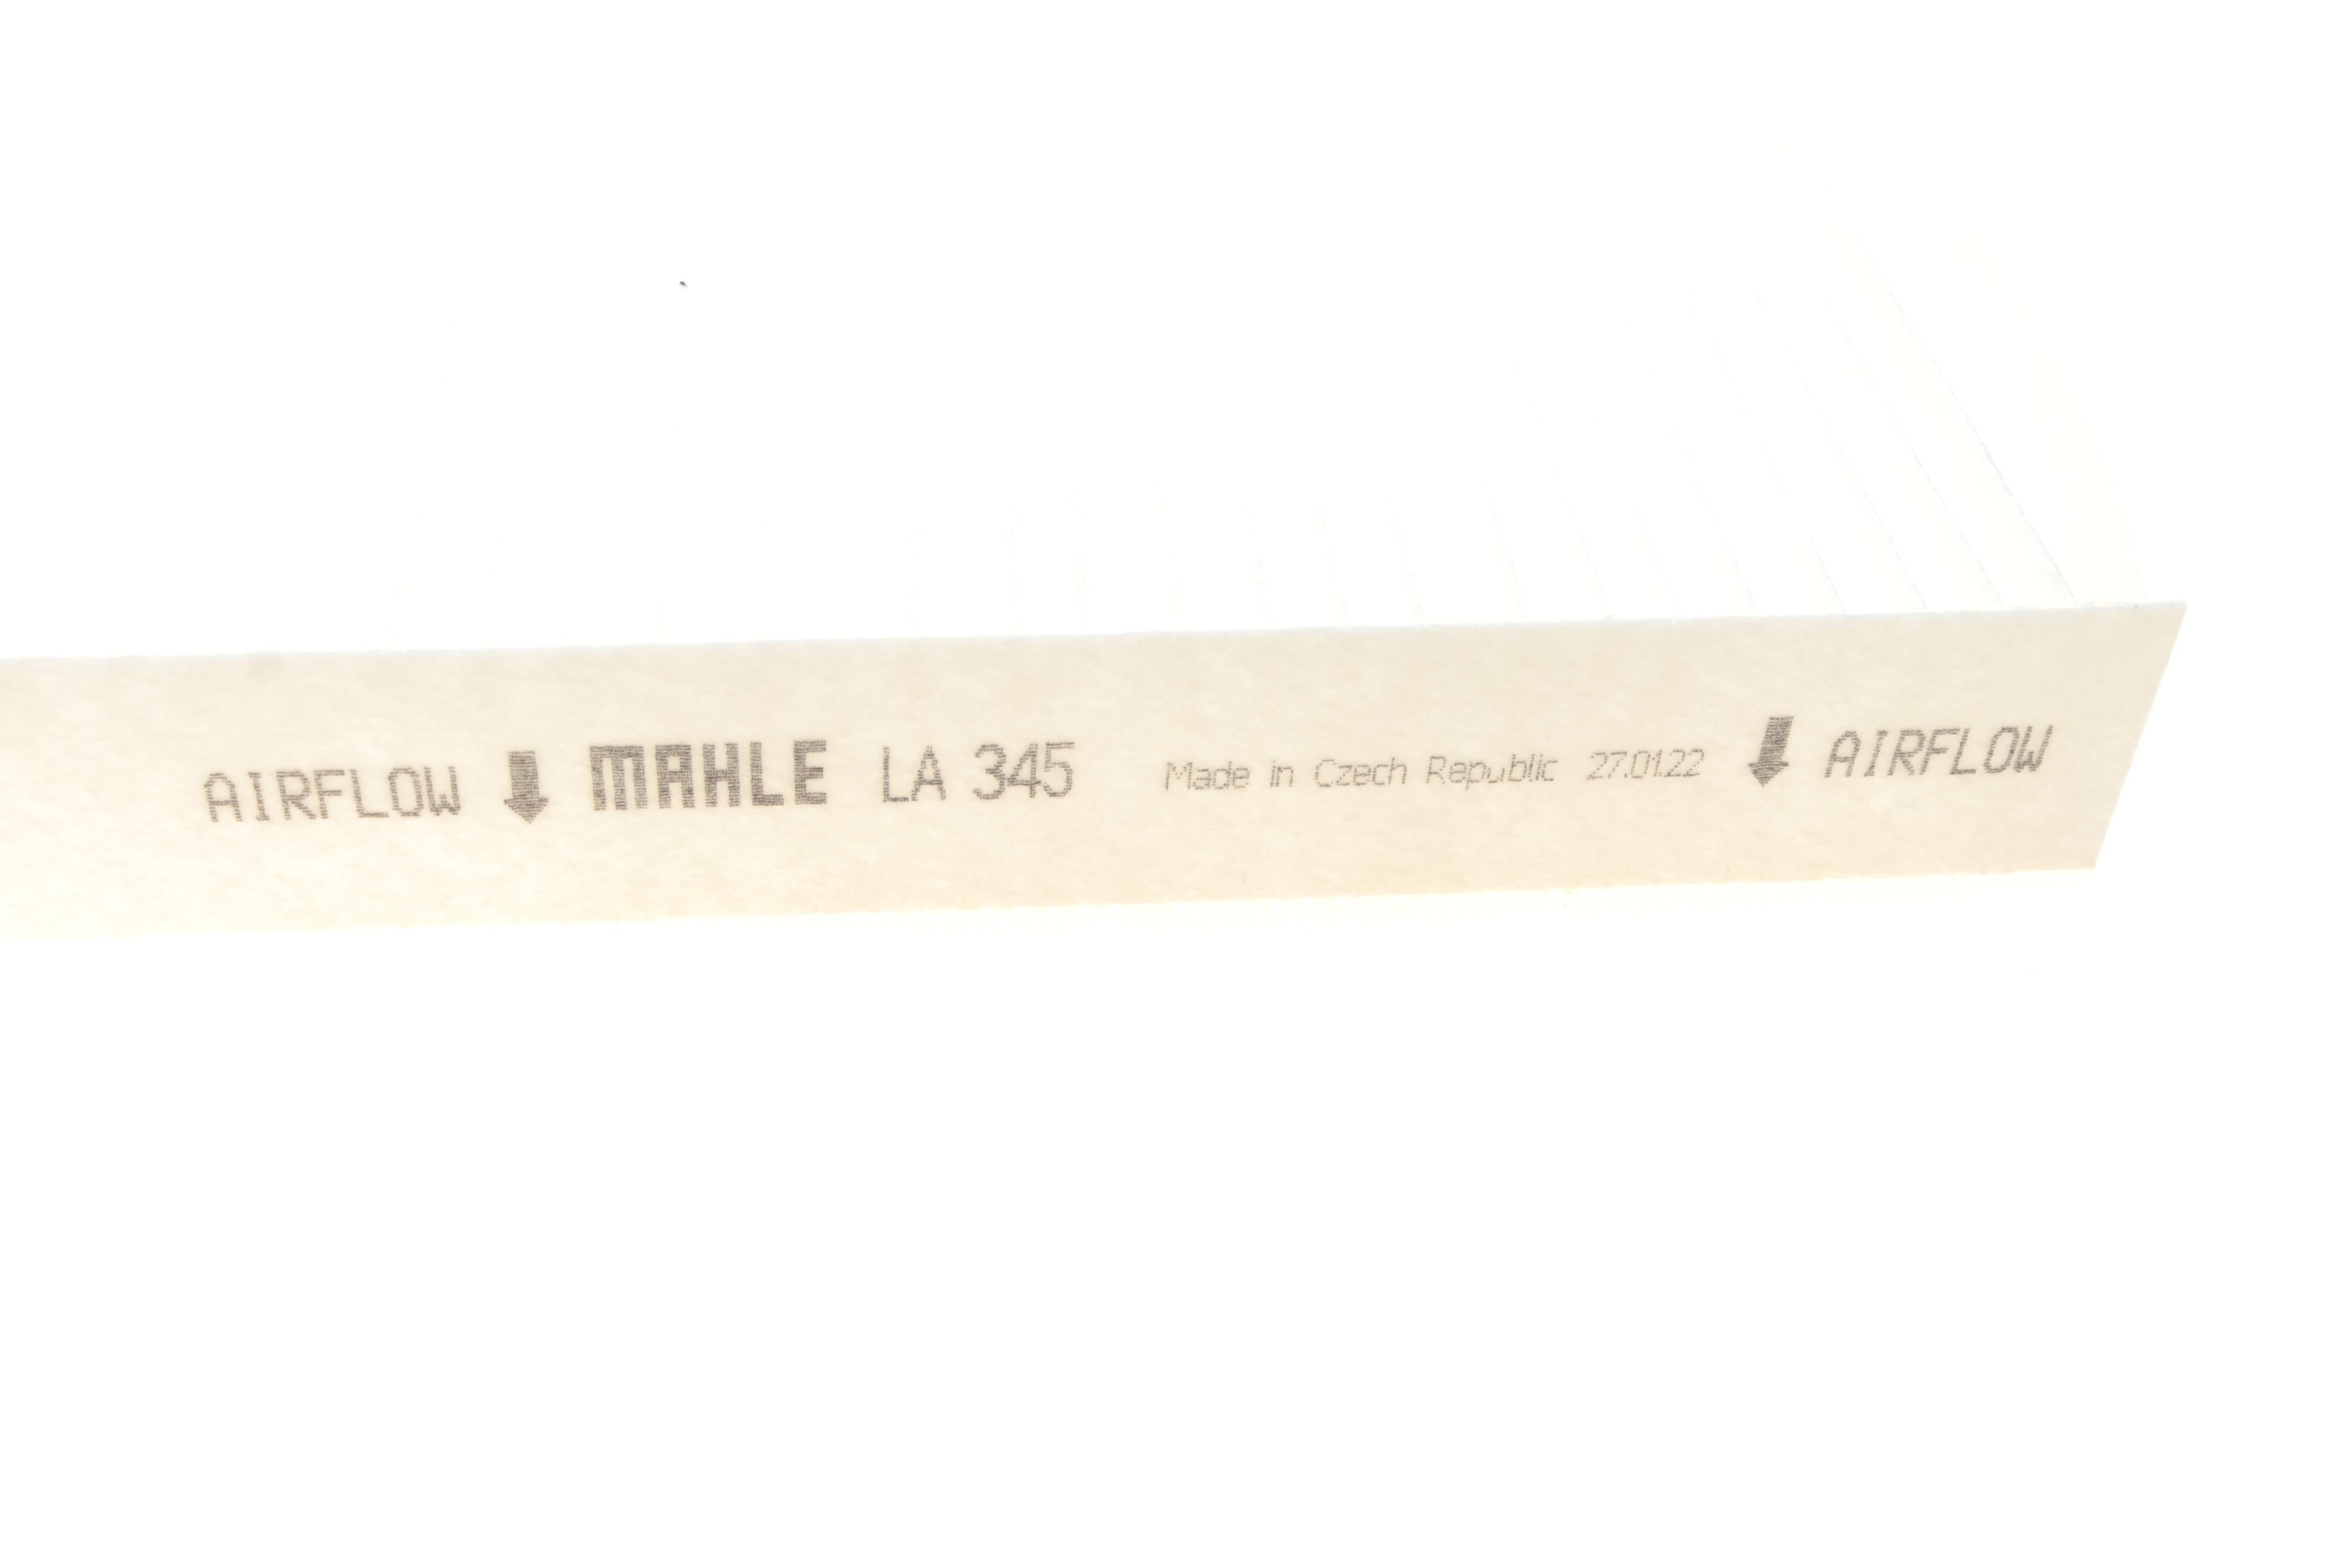 AIRFLOW MAHLE LA 345 Made in Czech Republic 27.01.22 AIRFLOW